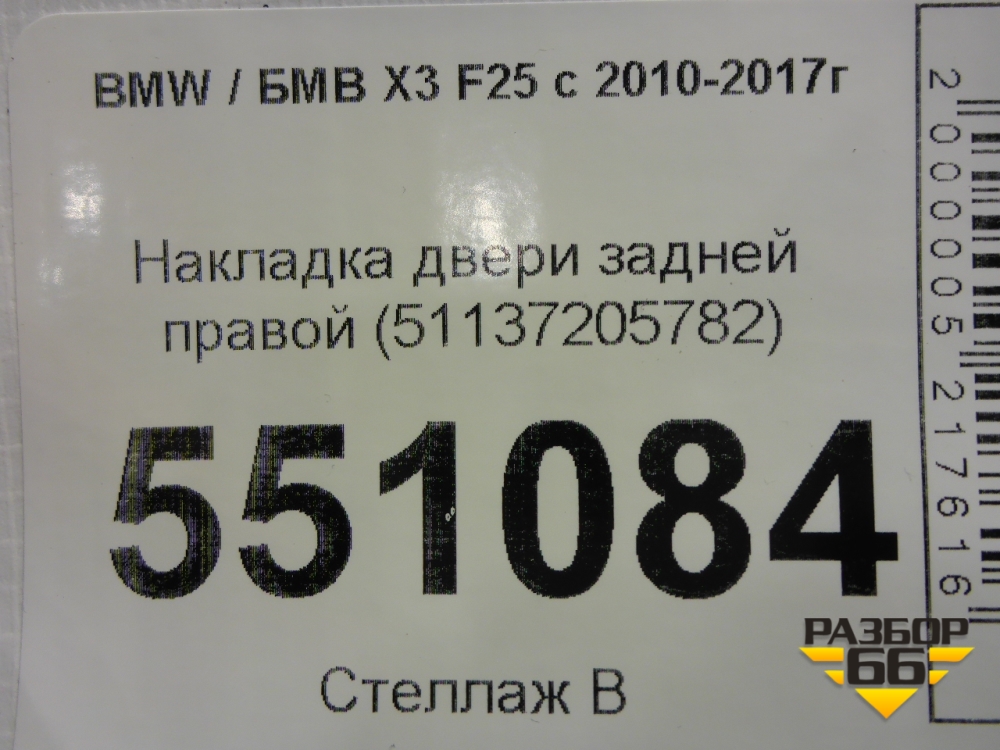 BMW / БМВ X3 F25 с 2010-2017г
Накладка двери задней
правой (51137205782)
551084
Стеллаж В
2000005217616
РАЗБОР
66